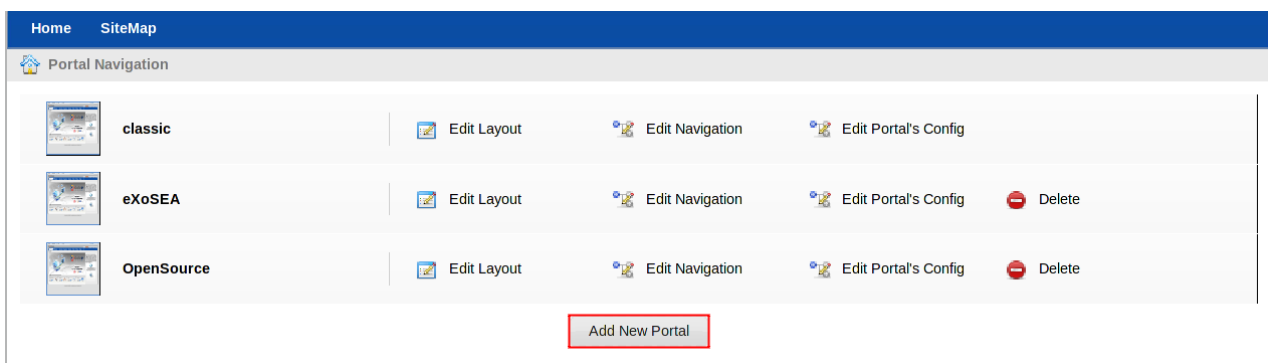 Home SiteMap
Portal Navigation
classic Edit Layout Edit Navigation Edit Portal's Config
eXoSEA Edit Layout Edit Navigation Edit Portal's Config Delete
OpenSource Edit Layout Edit Navigation Edit Portal's Config Delete
Add New Portal